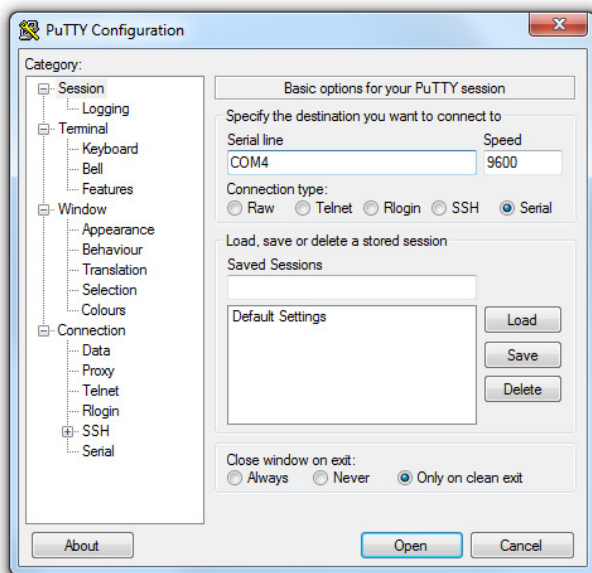 PuTTY Configuration
Category:
Session
Logging
Terminal
Keyboard
Bell
Features
Window
Appearance
Behaviour
Translation
Selection
Colours
Connection
Data
Proxy
Telnet
Rlogin
SSH
Serial
Basic options for your PuTTY session
Specify the destination you want to connect to
Serial line Speed
COM4 9600
Connection type:
Raw Telnet Rlogin SSH Serial
Load, save or delete a stored session
Saved Sessions
Default Settings
Load
Save
Delete
Close window on exit:
Always Never Only on clean exit
About Open Cancel